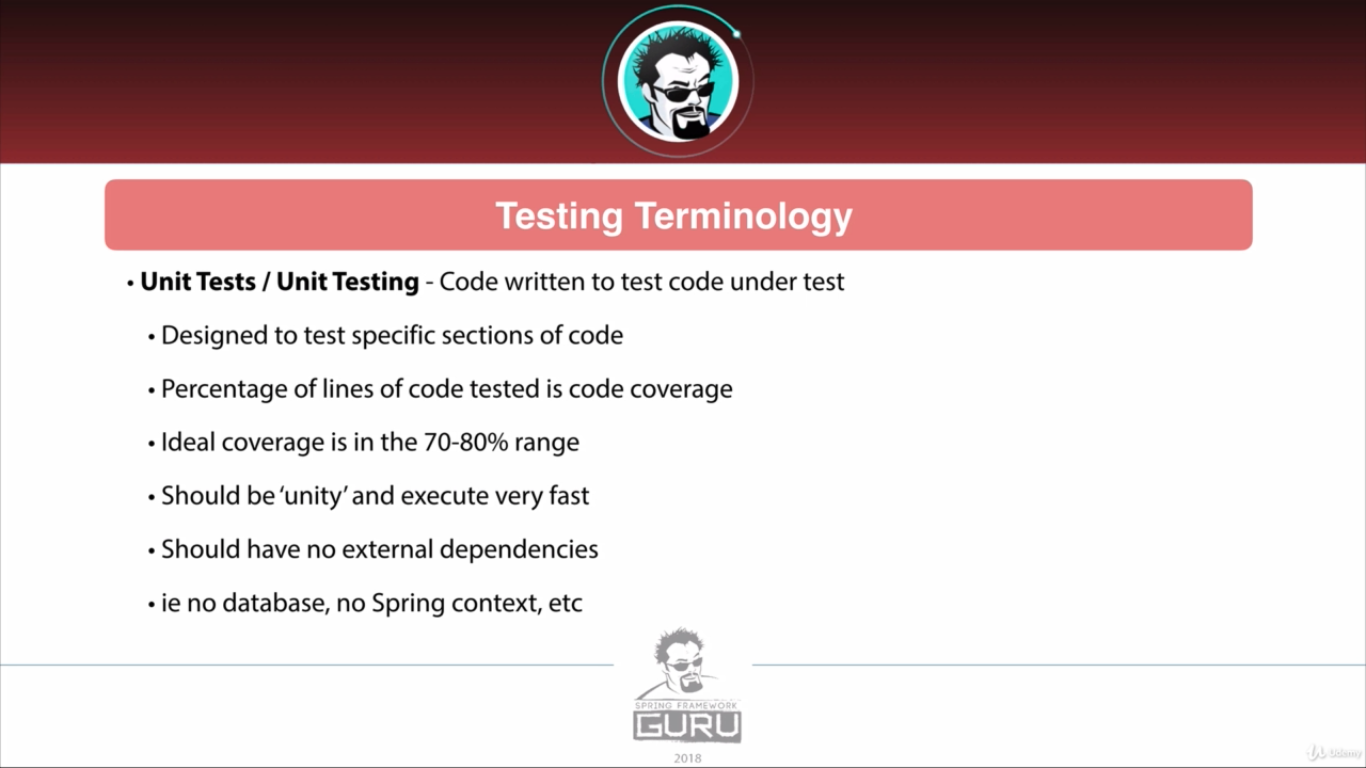 Testing Terminology
• Unit Tests / Unit Testing - Code written to test code under test
• Designed to test specific sections of code
• Percentage of lines of code tested is code coverage
• Ideal coverage is in the 70-80% range
• Should be ‘unity’ and execute very fast
• Should have no external dependencies
• ie no database, no Spring context, etc
SPRING FRAMEWORK
GURU
2018
Udemy